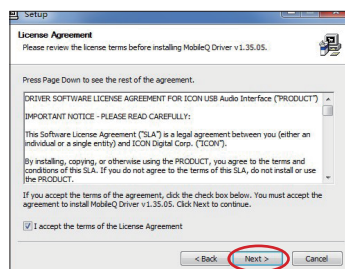 Setup
License Agreement
Please review the license terms before installing MobileQ Driver v1.35.05.
Press Page Down to see the rest of the agreement.
DRIVER SOFTWARE LICENSE AGREEMENT FOR ICON USB Audio Interface ("PRODUCT")
IMPORTANT NOTICE - PLEASE READ CAREFULLY:
This Software License Agreement ("SLA") is a legal agreement between you (either an
individual or a single entity) and ICON Digital Corp. ("ICON").
By installing, copying, or otherwise using the PRODUCT, you agree to the terms and
conditions of this SLA. If you do not agree to the terms of this SLA, do not install or use
the PRODUCT.
If you accept the terms of the agreement, click the check box below. You must accept the
agreement to install MobileQ Driver v1.35.05. Click Next to continue.
I accept the terms of the License Agreement
< Back Next > Cancel